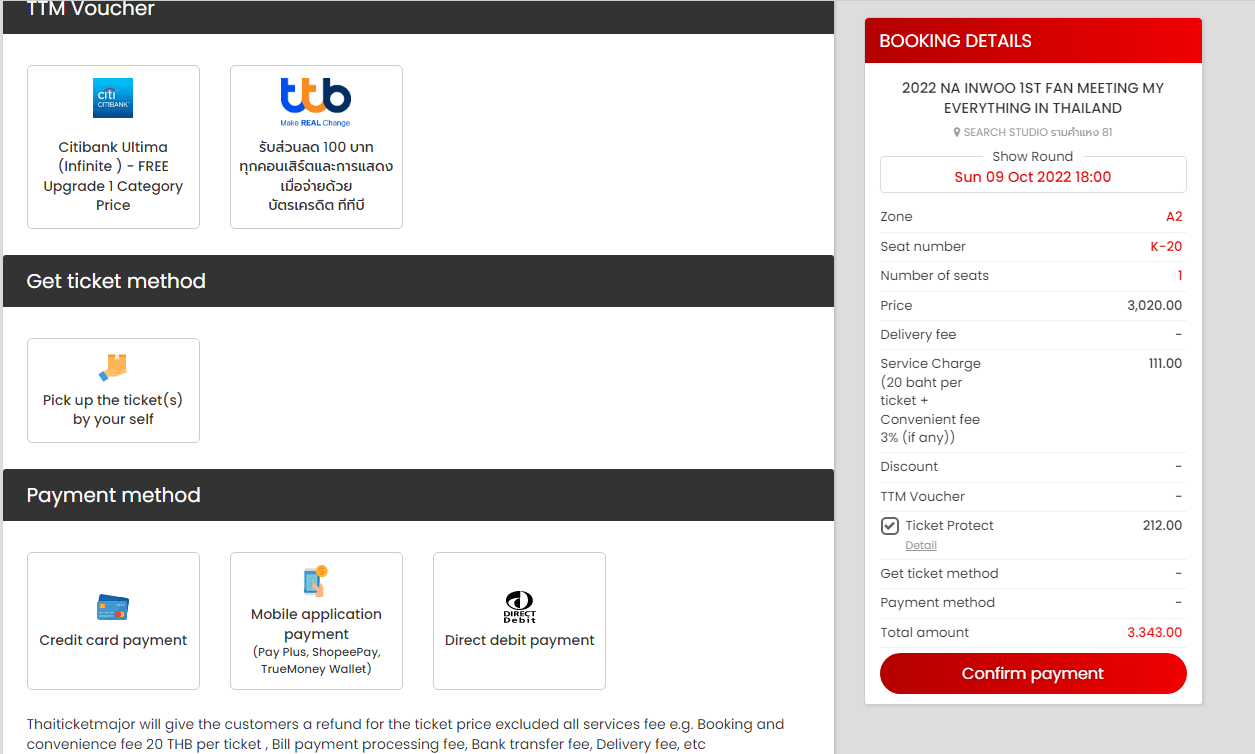 TTM Voucher
citi
CITIBANK
Citibank Ultima
(Infinite ) - FREE
Upgrade 1 Category
Price
ttb
Make REAL Change
รับส่วนลด 100 บาท
ทุกคอนเสิร์ตและการแสดง
เมื่อจ่ายด้วย
บัตรเครดิต ทีทีบี
Get ticket method
Pick up the ticket(s)
by your self
Payment method
Credit card payment
Mobile application
payment
(Pay Plus, ShopeePay,
TrueMoney Wallet)
DIRECT
Debit
Direct debit payment
Thaiticketmajor will give the customers a refund for the ticket price excluded all services fee e.g. Booking and
convenience fee 20 THB per ticket , Bill payment processing fee, Bank transfer fee, Delivery fee, etc
BOOKING DETAILS
2022 NA INWOO 1ST FAN MEETING MY
EVERYTHING IN THAILAND
SEARCH STUDIO รามคำแหง 81
Show Round
Sun 09 Oct 2022 18:00
Zone A2
Seat number K-20
Number of seats 1
Price 3,020.00
Delivery fee -
Service Charge 111.00
(20 baht per
ticket +
Convenient fee
3% (if any))
Discount -
TTM Voucher -
Ticket Protect 212.00
Detail
Get ticket method -
Payment method -
Total amount 3.343.00
Confirm payment